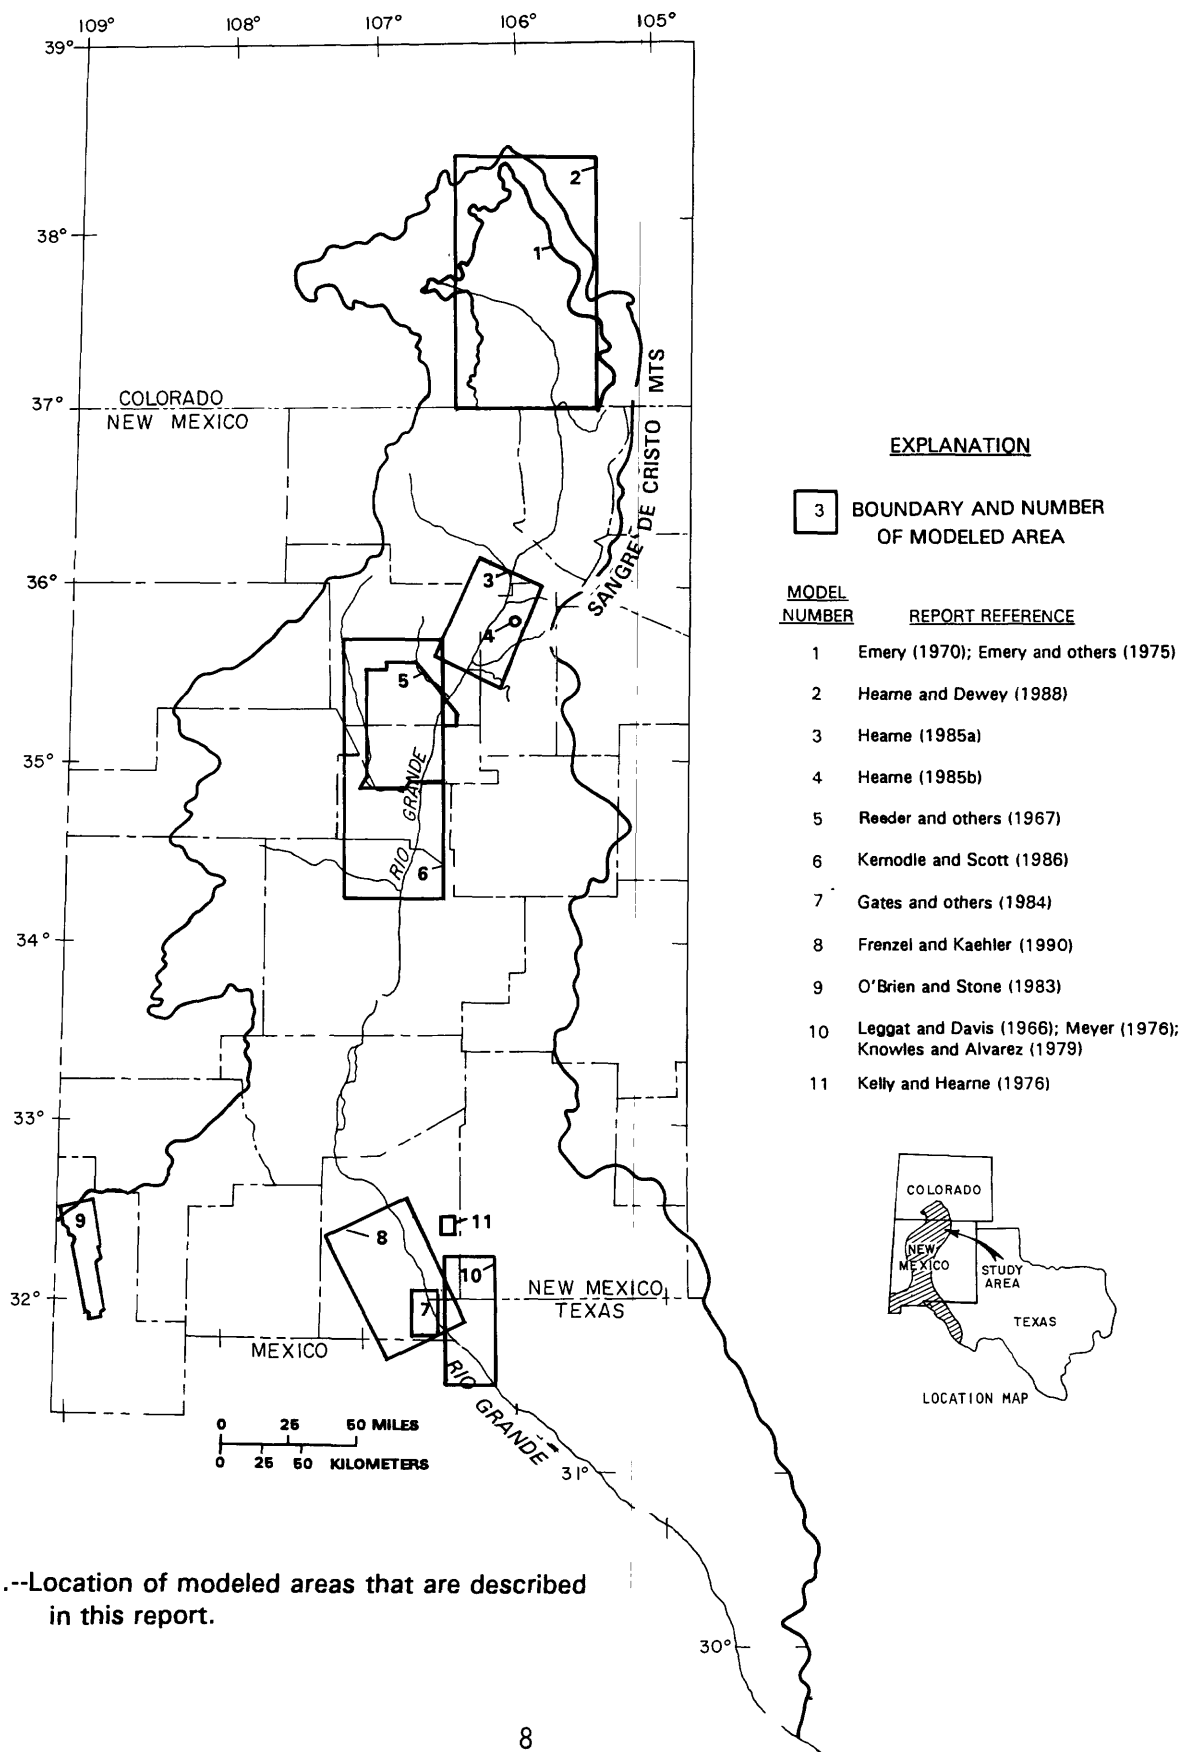 109°
108°
107°
106°
105°
39°
38°
37°
36°
35°
34°
33°
32°
31°
30°
2
1
COLORADO
NEW MEXICO
SANGRE DE CRISTO MTS
3
4
5
RIO GRANDE
6
9
8
11
10
7
NEW MEXICO
TEXAS
MEXICO
RIO GRANDE
0 25 50 MILES
0 25 50 KILOMETERS
EXPLANATION
3
BOUNDARY AND NUMBER
OF MODELED AREA
MODEL
NUMBER REPORT REFERENCE
1 Emery (1970); Emery and others (1975)
2 Hearne and Dewey (1988)
3 Hearne (1985a)
4 Hearne (1985b)
5 Reeder and others (1967)
6 Kernodle and Scott (1986)
7 Gates and others (1984)
8 Frenzel and Kaehler (1990)
9 O'Brien and Stone (1983)
10 Leggat and Davis (1966); Meyer (1976);
Knowles and Alvarez (1979)
11 Kelly and Hearne (1976)
COLORADO
NEW
MEXICO
STUDY
AREA
TEXAS
LOCATION MAP
.--Location of modeled areas that are described
in this report.
8